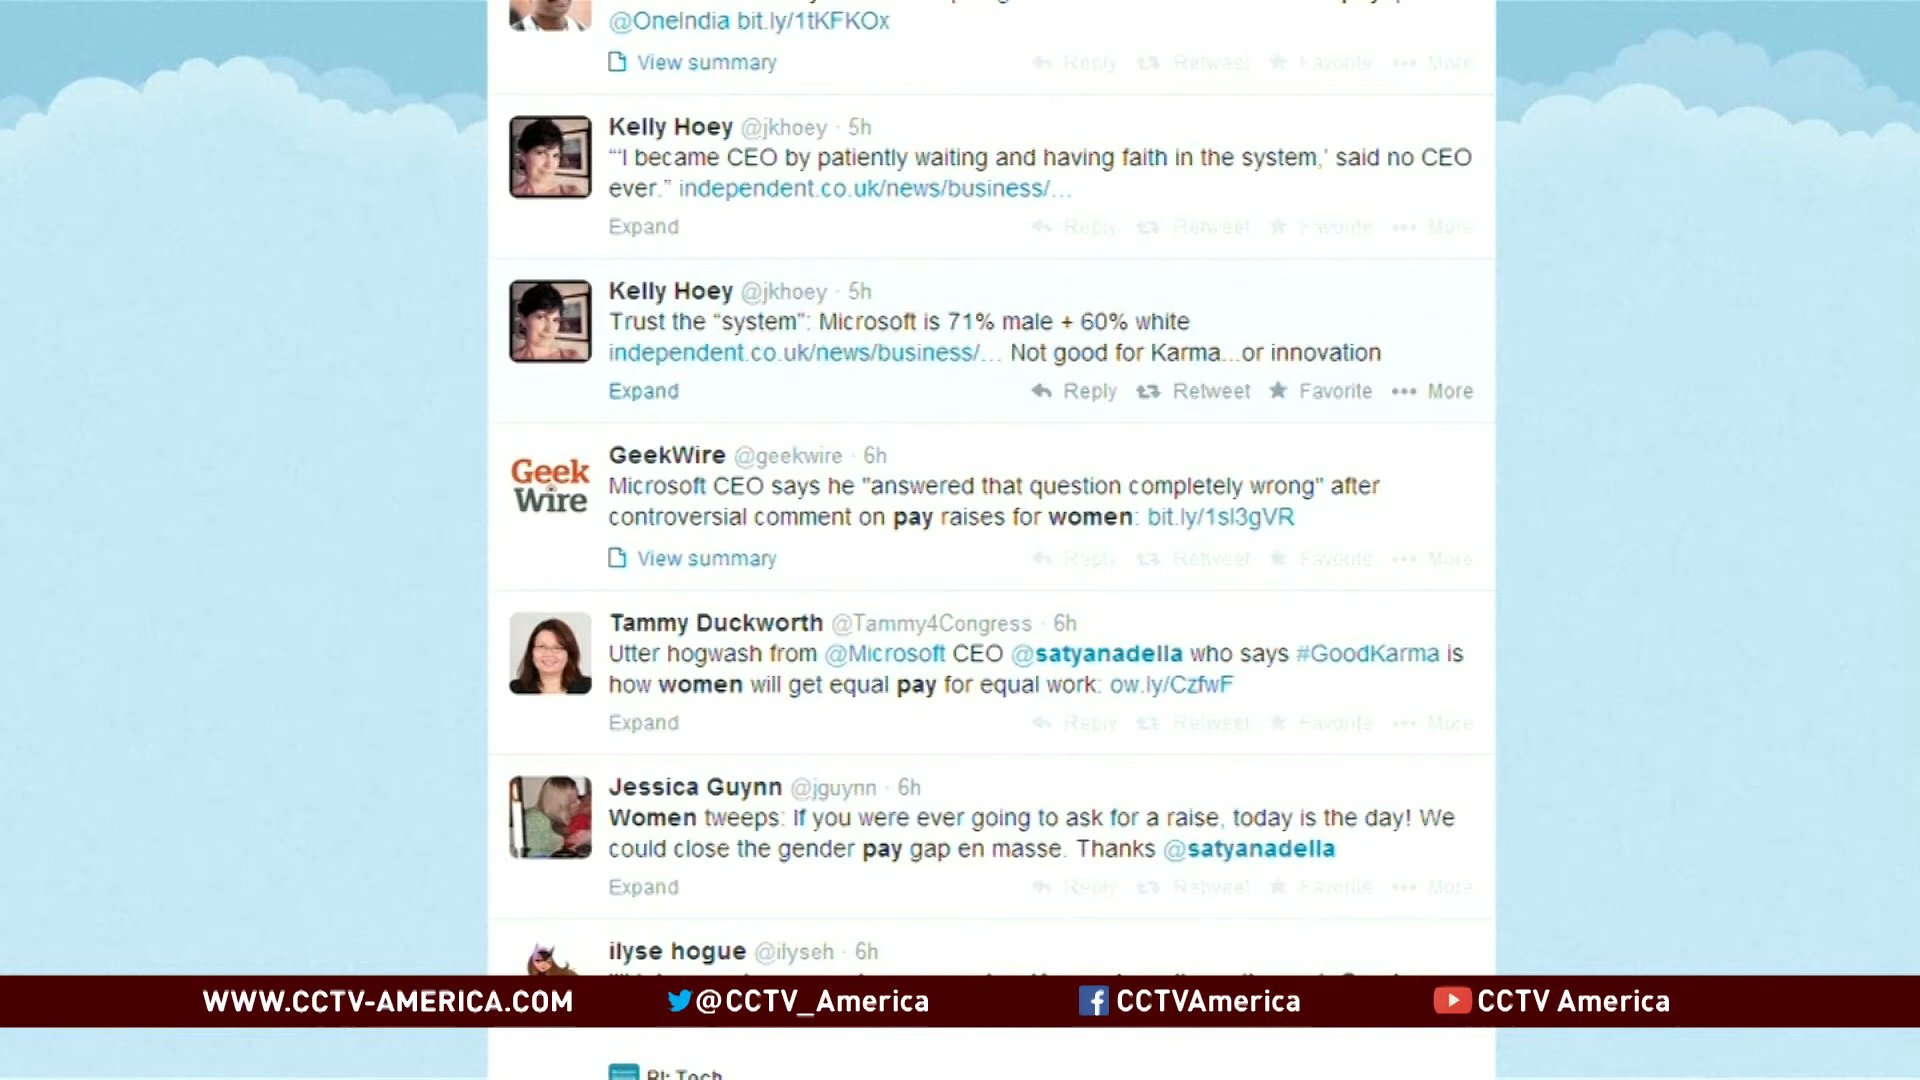 @OneIndia bit.ly/1tKFKOx
View summary
Reply Retweet Favorite More
Kelly Hoey @jkhoey · 5h
"'I became CEO by patiently waiting and having faith in the system,' said no CEO
ever." independent.co.uk/news/business/...
Expand
Reply Retweet Favorite More
Kelly Hoey @jkhoey · 5h
Trust the “system”: Microsoft is 71% male + 60% white
independent.co.uk/news/business/... Not good for Karma...or innovation
Expand
Reply Retweet Favorite More
Geek
Wire
GeekWire @geekwire · 6h
Microsoft CEO says he "answered that question completely wrong" after
controversial comment on pay raises for women: bit.ly/1sI3gVR
View summary
Reply Retweet Favorite More
Tammy Duckworth @Tammy4Congress · 6h
Utter hogwash from @Microsoft CEO @satyanadella who says #GoodKarma is
how women will get equal pay for equal work: ow.ly/CzfwF
Expand
Reply Retweet Favorite More
Jessica Guynn @jguynn · 6h
Women tweeps: If you were ever going to ask for a raise, today is the day! We
could close the gender pay gap en masse. Thanks @satyanadella
Expand
Reply Retweet Favorite More
ilyse hogue @ilyseh · 6h
WWW.CCTV-AMERICA.COM
@CCTV_America
CCTVAmerica
CCTV America